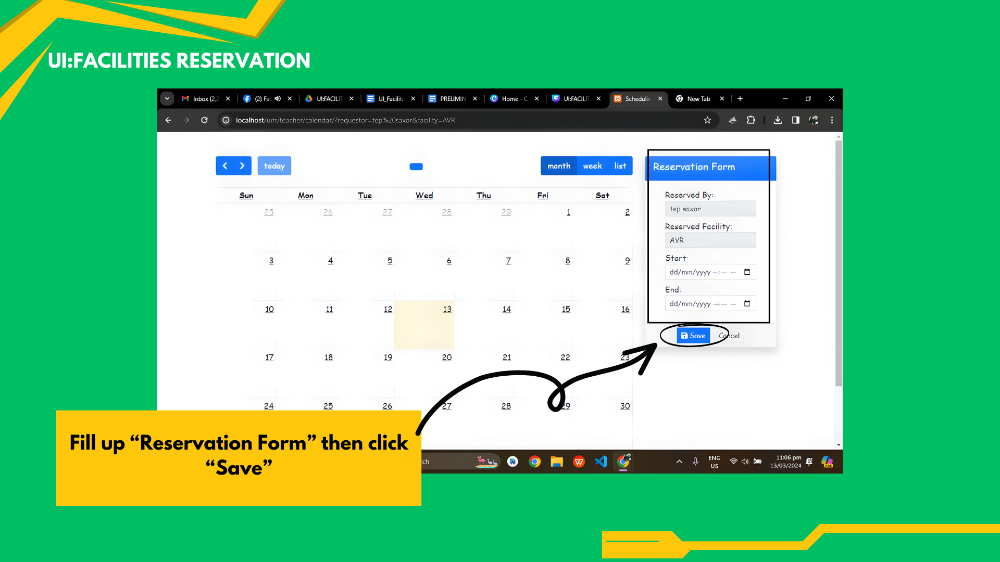 UI:FACILITIES RESERVATION
Inbox (2,2
(2) Fac
UI:FACILIT
UI_Faciliti
PRELIMIN
Home - C
UI:FACILIT
Schedulin
New Tab
localhost/uifr/teacher/calendar/?requestor=tep%20saxor&facility=AVR
today
month week list
Sun Mon Tue Wed Thu Fri Sat
25 26 27 28 29 1 2
3 4 5 6 7 8 9
10 11 12 13 14 15 16
17 18 19 20 21 22 23
24 25 26 27 28 29 30
Reservation Form
Reserved By:
tep saxor
Reserved Facility:
AVR
Start:
dd/mm/yyyy --:-- --
End:
dd/mm/yyyy --:-- --
Save Cancel
Fill up “Reservation Form” then click
“Save”
rch
ENG
US
11:06 pm
13/03/2024
PRE